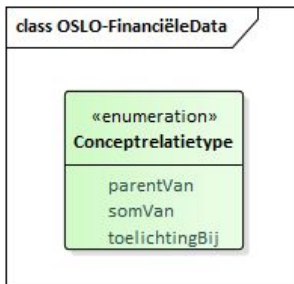 class OSLO-FinanciëleData
«enumeration»
Conceptrelatietype
parentVan
somVan
toelichtingBij